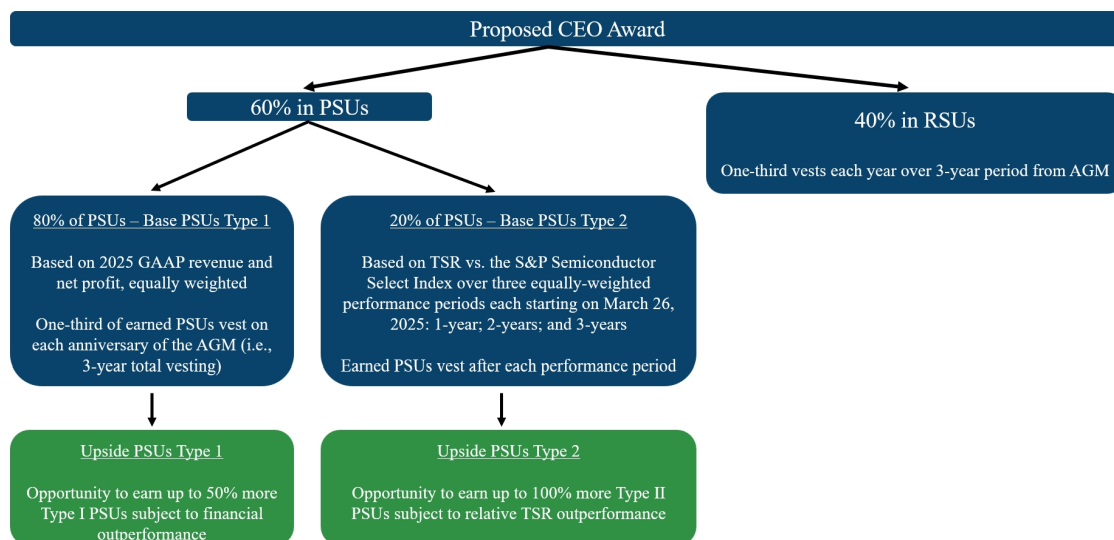 Proposed CEO Award
60% in PSUs
40% in RSUs
One-third vests each year over 3-year period from AGM
80% of PSUs – Base PSUs Type 1
Based on 2025 GAAP revenue and
net profit, equally weighted
One-third of earned PSUs vest on
each anniversary of the AGM (i.e.,
3-year total vesting)
20% of PSUs – Base PSUs Type 2
Based on TSR vs. the S&P Semiconductor
Select Index over three equally-weighted
performance periods each starting on March 26,
2025: 1-year; 2-years; and 3-years
Earned PSUs vest after each performance period
Upside PSUs Type 1
Opportunity to earn up to 50% more
Type I PSUs subject to financial
outperformance
Upside PSUs Type 2
Opportunity to earn up to 100% more Type II
PSUs subject to relative TSR outperformance